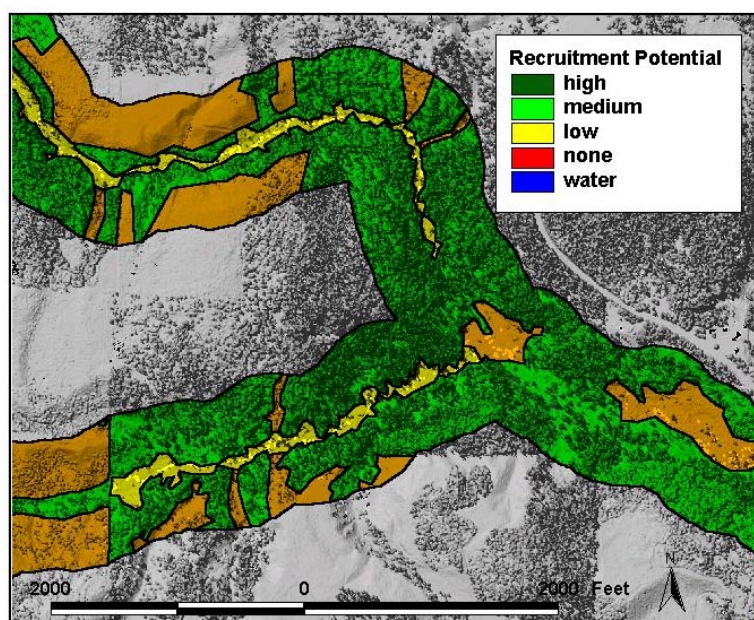 Recruitment Potential
high
medium
low
none
water
N
2000 0 2000 Feet